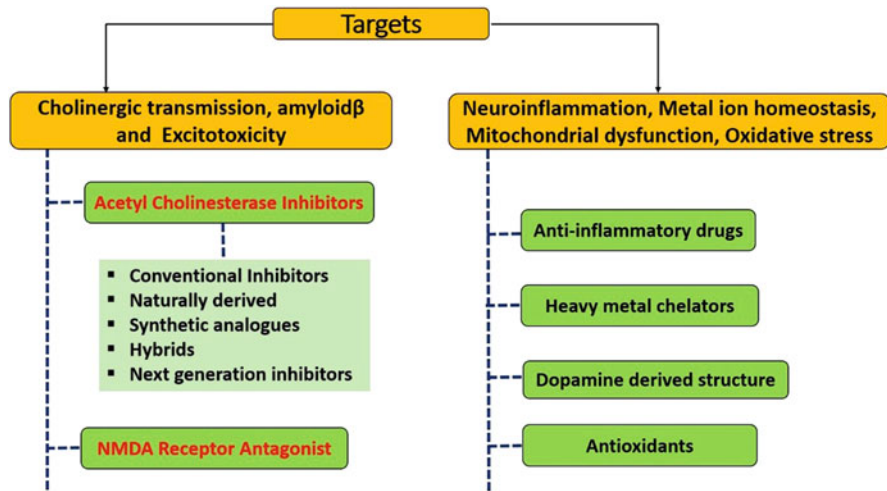 Targets
Cholinergic transmission, amyloidβ
and Excitotoxicity
Acetyl Cholinesterase Inhibitors
▪ Conventional Inhibitors
▪ Naturally derived
▪ Synthetic analogues
▪ Hybrids
▪ Next generation inhibitors
NMDA Receptor Antagonist
Neuroinflammation, Metal ion homeostasis,
Mitochondrial dysfunction, Oxidative stress
Anti-inflammatory drugs
Heavy metal chelators
Dopamine derived structure
Antioxidants